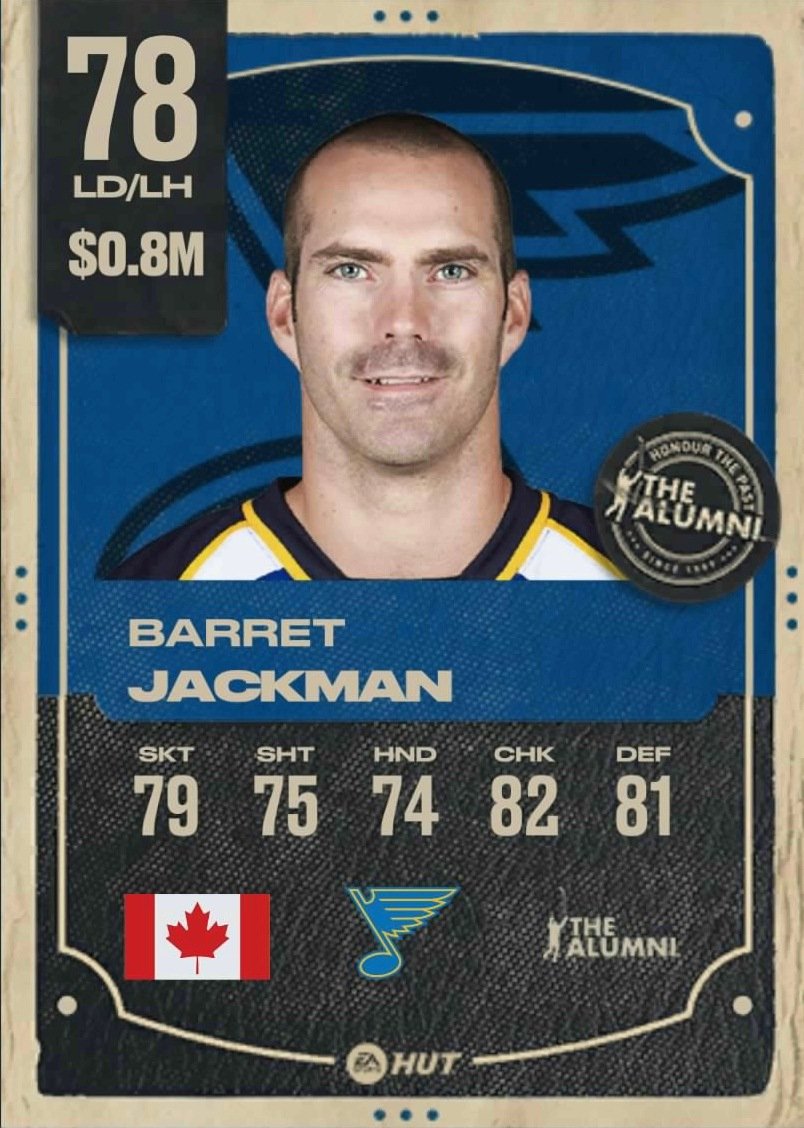 78
LD/LH
$0.8M
HONOUR THE PAST
THE
ALUMNI
BARRET
JACKMAN
SKT SHT HND CHK DEF
79 75 74 82 81
THE
ALUMNI
EA
HUT